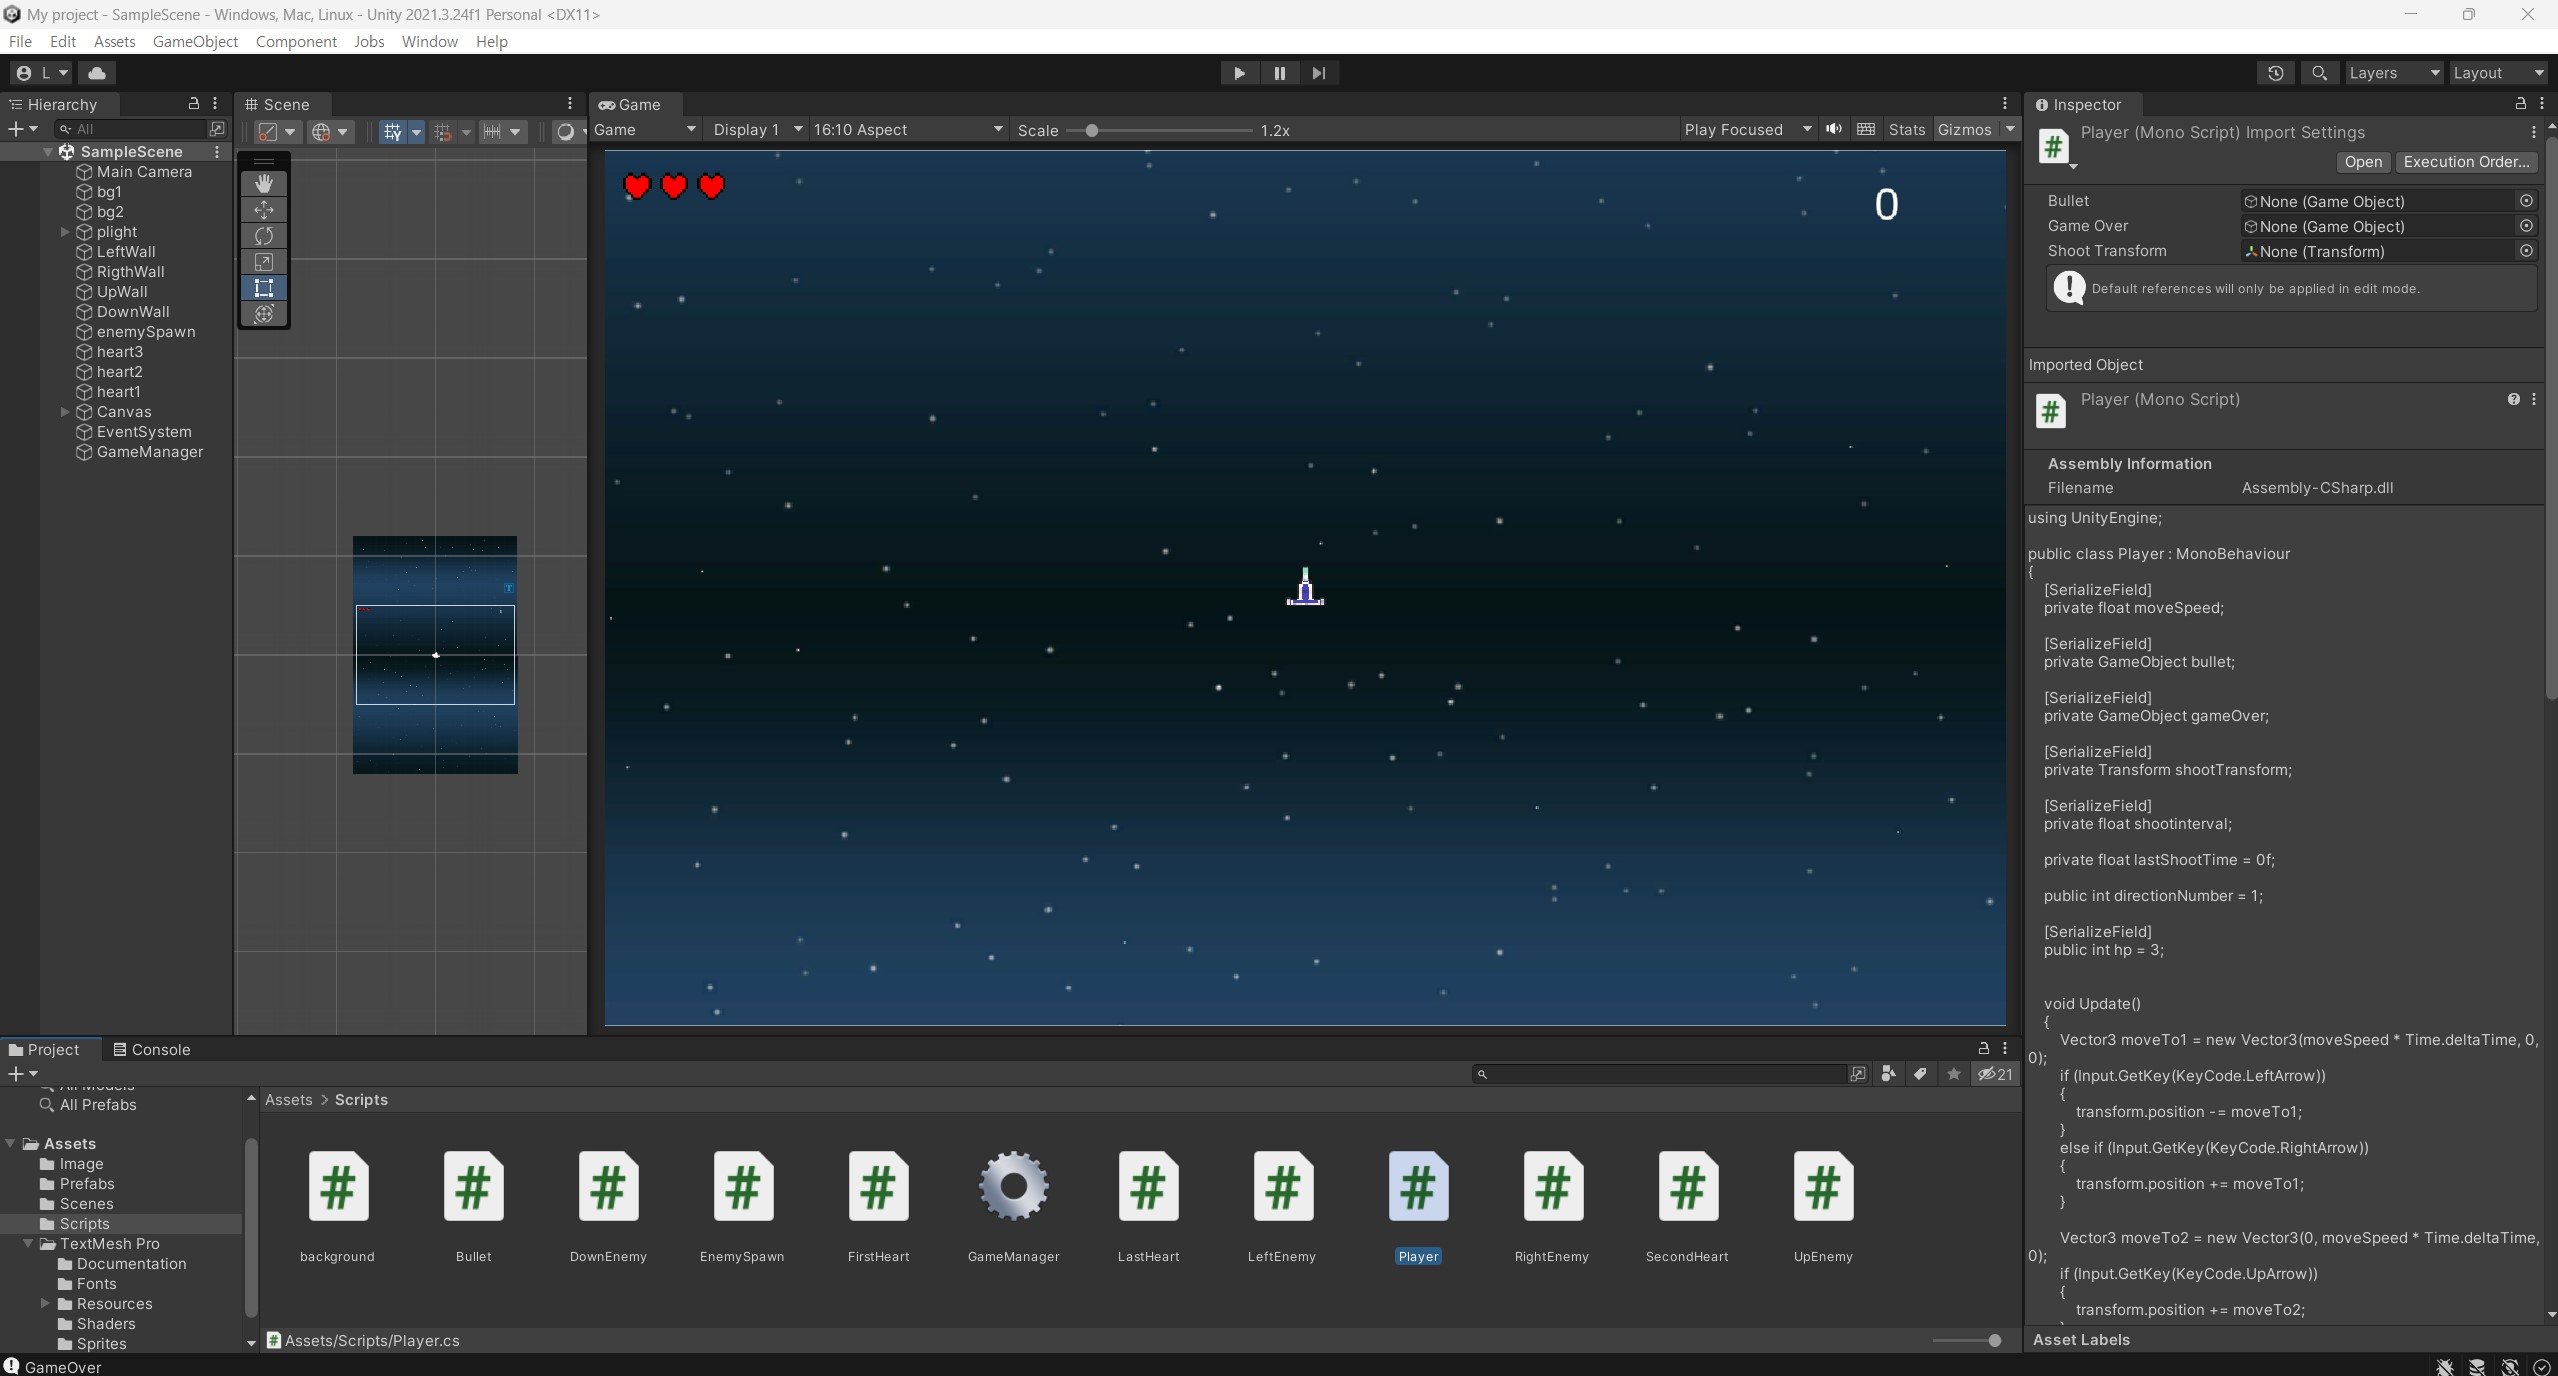 My project - SampleScene - Windows, Mac, Linux - Unity 2021.3.24f1 Personal <DX11>
File Edit Assets GameObject Component Jobs Window Help
L
Layers
Layout
Hierarchy
All
SampleScene
Main Camera
bg1
bg2
plight
LeftWall
RigthWall
UpWall
DownWall
enemySpawn
heart3
heart2
heart1
Canvas
EventSystem
GameManager
Scene
Game
Game Display 1 16:10 Aspect Scale 1.2x Play Focused Stats Gizmos
0
Inspector
Player (Mono Script) Import Settings
Open Execution Order...
Bullet None (Game Object)
Game Over None (Game Object)
Shoot Transform None (Transform)
Default references will only be applied in edit mode.
Imported Object
Player (Mono Script)
Assembly Information
Filename Assembly-CSharp.dll
using UnityEngine;
public class Player : MonoBehaviour
{
[SerializeField]
private float moveSpeed;
[SerializeField]
private GameObject bullet;
[SerializeField]
private GameObject gameOver;
[SerializeField]
private Transform shootTransform;
[SerializeField]
private float shootinterval;
private float lastShootTime = 0f;
public int directionNumber = 1;
[SerializeField]
public int hp = 3;
void Update()
{
Vector3 moveTo1 = new Vector3(moveSpeed * Time.deltaTime, 0,
0);
if (Input.GetKey(KeyCode.LeftArrow))
{
transform.position -= moveTo1;
}
else if (Input.GetKey(KeyCode.RightArrow))
{
transform.position += moveTo1;
}
Vector3 moveTo2 = new Vector3(0, moveSpeed * Time.deltaTime,
0);
if (Input.GetKey(KeyCode.UpArrow))
{
transform.position += moveTo2;
}
Asset Labels
Project
Console
21
All Models
All Prefabs
Assets
Image
Prefabs
Scenes
Scripts
TextMesh Pro
Documentation
Fonts
Resources
Shaders
Sprites
Assets > Scripts
background
Bullet
DownEnemy
EnemySpawn
FirstHeart
GameManager
LastHeart
LeftEnemy
Player
RightEnemy
SecondHeart
UpEnemy
Assets/Scripts/Player.cs
GameOver